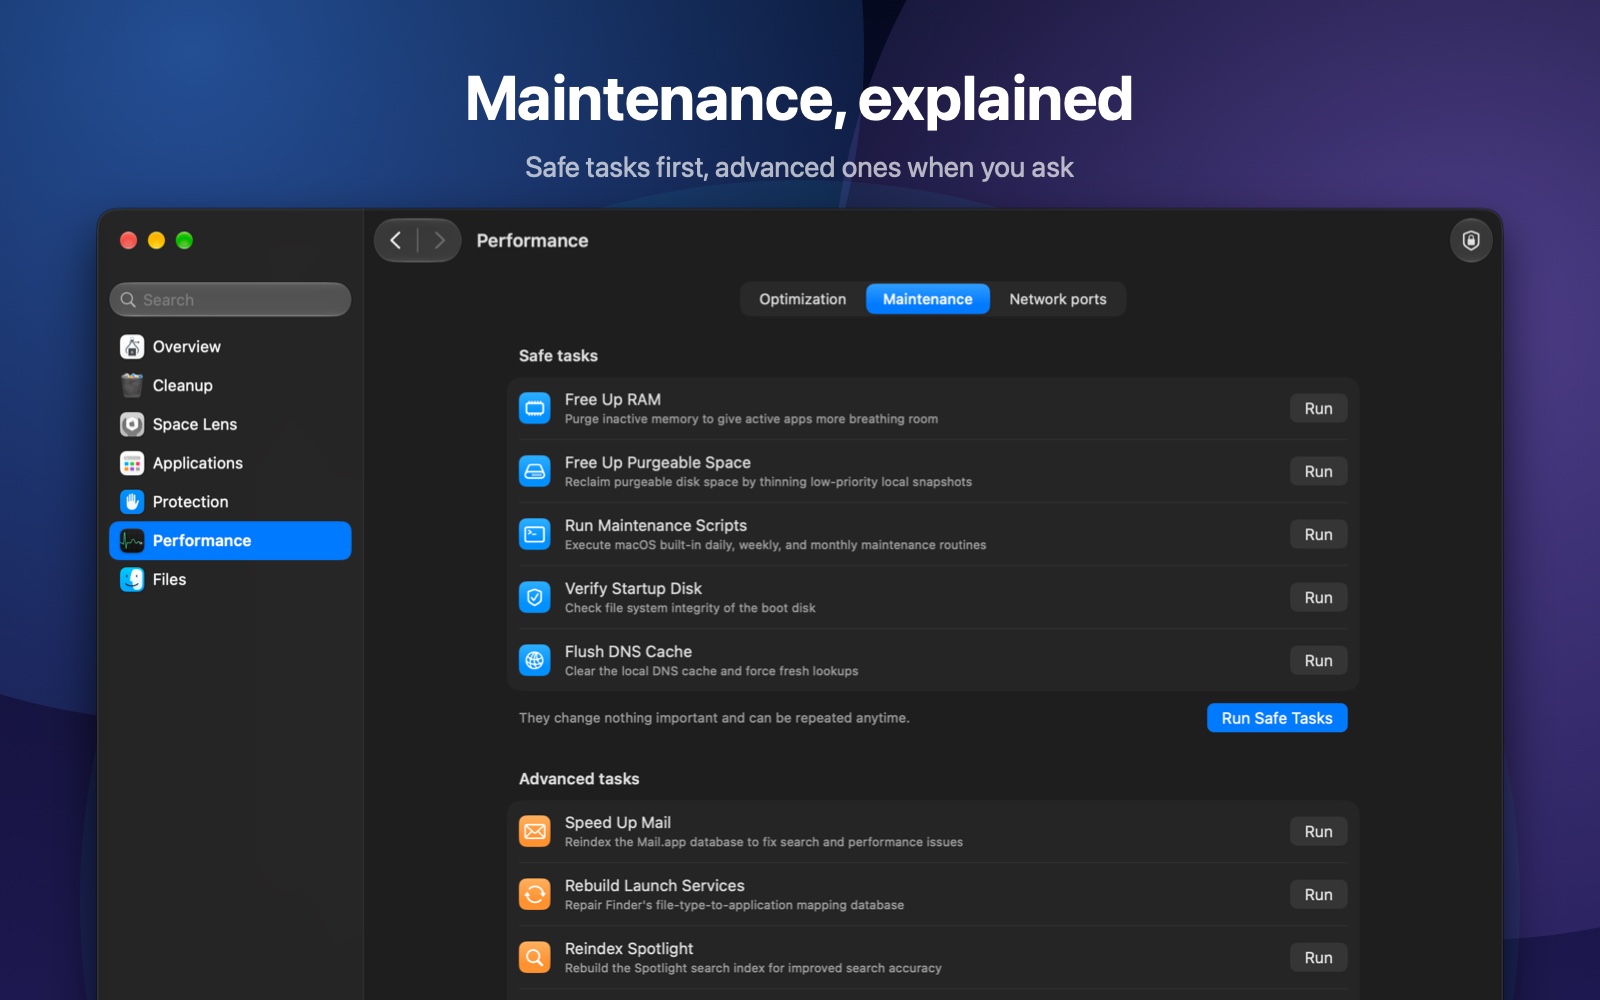 Maintenance, explained
Safe tasks first, advanced ones when you ask
Performance
Search
Overview
Cleanup
Space Lens
Applications
Protection
Performance
Files
Optimization
Maintenance
Network ports
Safe tasks
Free Up RAM
Purge inactive memory to give active apps more breathing room
Run
Free Up Purgeable Space
Reclaim purgeable disk space by thinning low-priority local snapshots
Run
Run Maintenance Scripts
Execute macOS built-in daily, weekly, and monthly maintenance routines
Run
Verify Startup Disk
Check file system integrity of the boot disk
Run
Flush DNS Cache
Clear the local DNS cache and force fresh lookups
Run
They change nothing important and can be repeated anytime.
Run Safe Tasks
Advanced tasks
Speed Up Mail
Reindex the Mail.app database to fix search and performance issues
Run
Rebuild Launch Services
Repair Finder's file-type-to-application mapping database
Run
Reindex Spotlight
Rebuild the Spotlight search index for improved search accuracy
Run